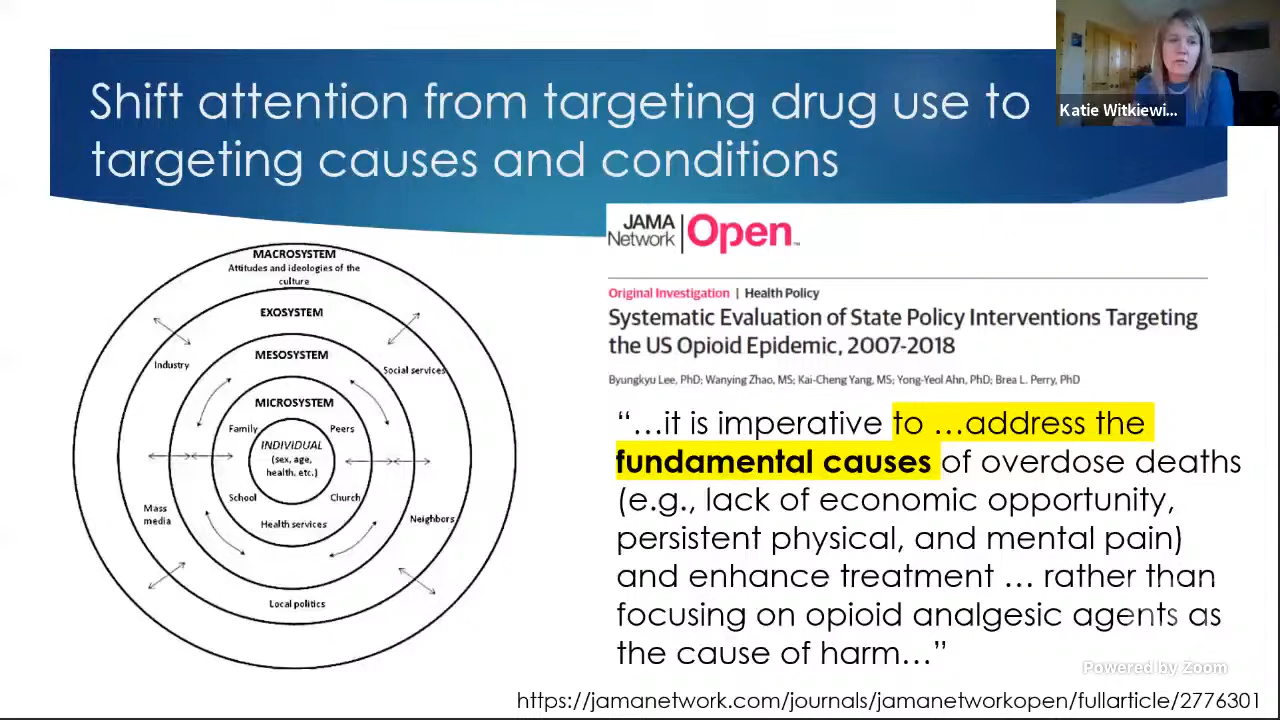 Shift attention from targeting drug use to
targeting causes and conditions
Katie Witkiewi...
MACROSYSTEM
Attitudes and ideologies of the
culture
EXOSYSTEM
MESOSYSTEM
Industry
Social services
MICROSYSTEM
Family
Peers
INDIVIDUAL
(sex, age,
health, etc.)
School
Church
Health services
Mass
media
Neighbors
Local politics
JAMA
Network
Open™
Original Investigation | Health Policy
Systematic Evaluation of State Policy Interventions Targeting
the US Opioid Epidemic, 2007-2018
Byungkyu Lee, PhD; Wanying Zhao, MS; Kai-Cheng Yang, MS; Yong-Yeol Ahn, PhD; Brea L. Perry, PhD
“…it is imperative to …address the
fundamental causes of overdose deaths
(e.g., lack of economic opportunity,
persistent physical, and mental pain)
and enhance treatment … rather than
focusing on opioid analgesic agents as
the cause of harm…”
Powered by Zoom
https://jamanetwork.com/journals/jamanetworkopen/fullarticle/2776301